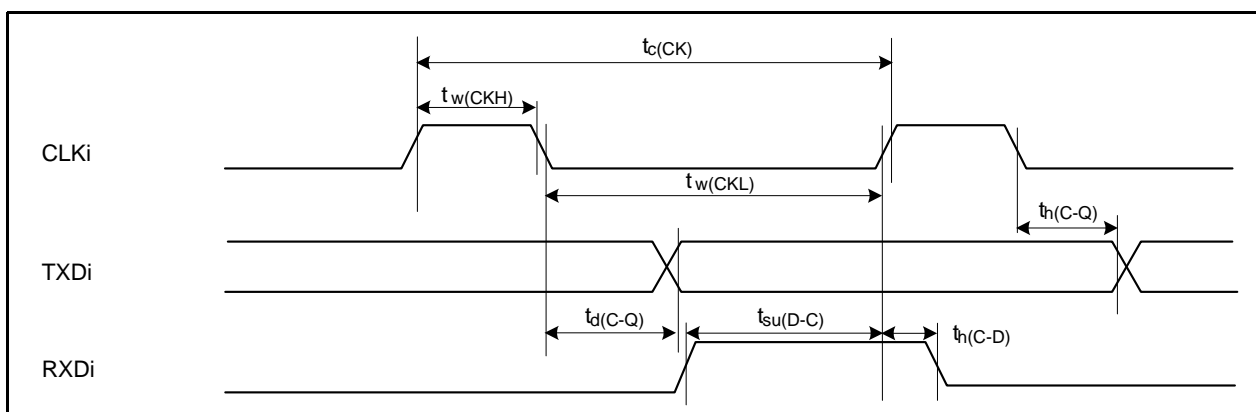 tc(CK)
tw(CKH)
CLKi
tw(CKL)
th(C-Q)
TXDi
td(C-Q)
tsu(D-C)
th(C-D)
RXDi